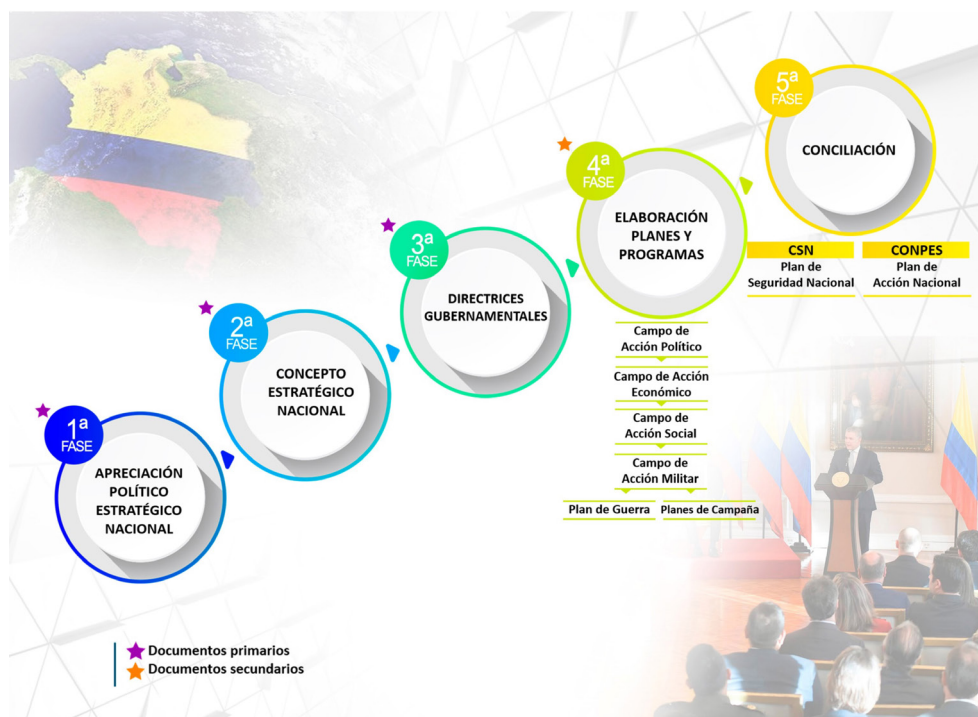 1ª
FASE
APRECIACIÓN
POLÍTICO
ESTRATÉGICO
NACIONAL
2ª
FASE
CONCEPTO
ESTRATÉGICO
NACIONAL
3ª
FASE
DIRECTRICES
GUBERNAMENTALES
4ª
FASE
ELABORACIÓN
PLANES Y
PROGRAMAS
Campo de
Acción Político
Campo de Acción
Económico
Campo de
Acción Social
Campo de
Acción Militar
Plan de Guerra
Planes de Campaña
5ª
FASE
CONCILIACIÓN
CSN
Plan de
Seguridad Nacional
CONPES
Plan de
Acción Nacional
Documentos primarios
Documentos secundarios